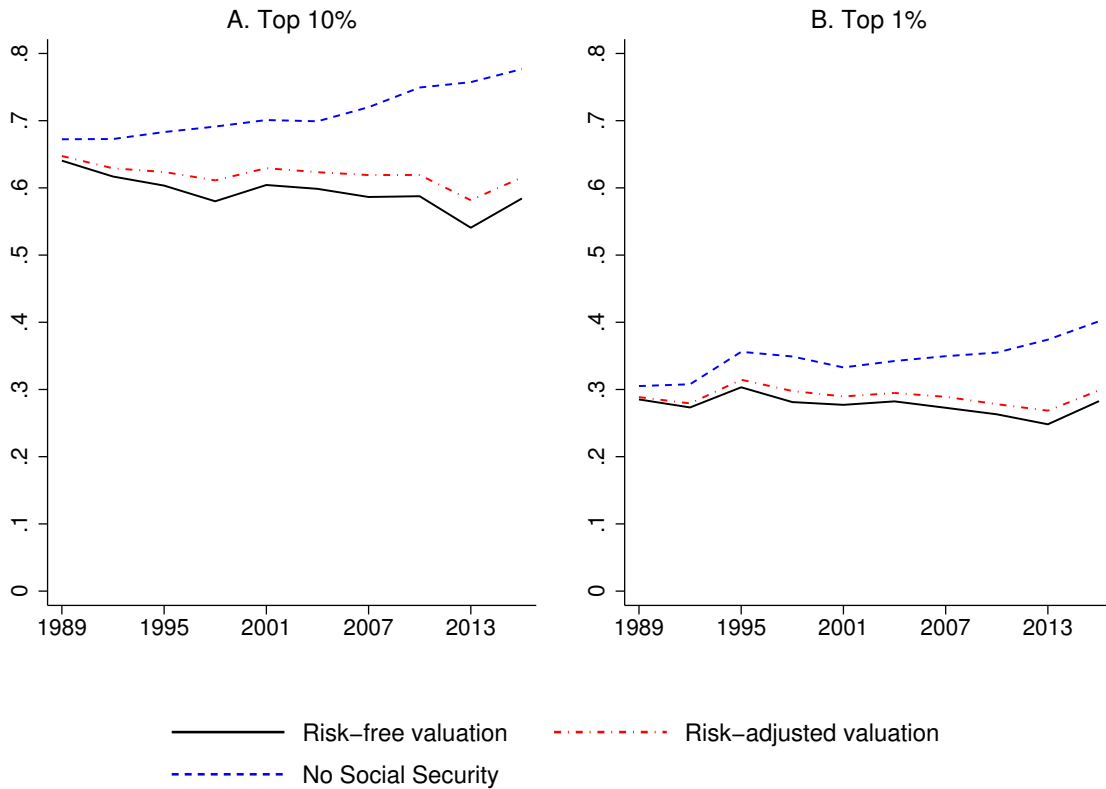 A. Top 10%
.8
.7
.6
.5
.4
.3
.2
.1
0
1989 1995 2001 2007 2013
B. Top 1%
.8
.7
.6
.5
.4
.3
.2
.1
0
1989 1995 2001 2007 2013
Risk−free valuation
Risk−adjusted valuation
No Social Security